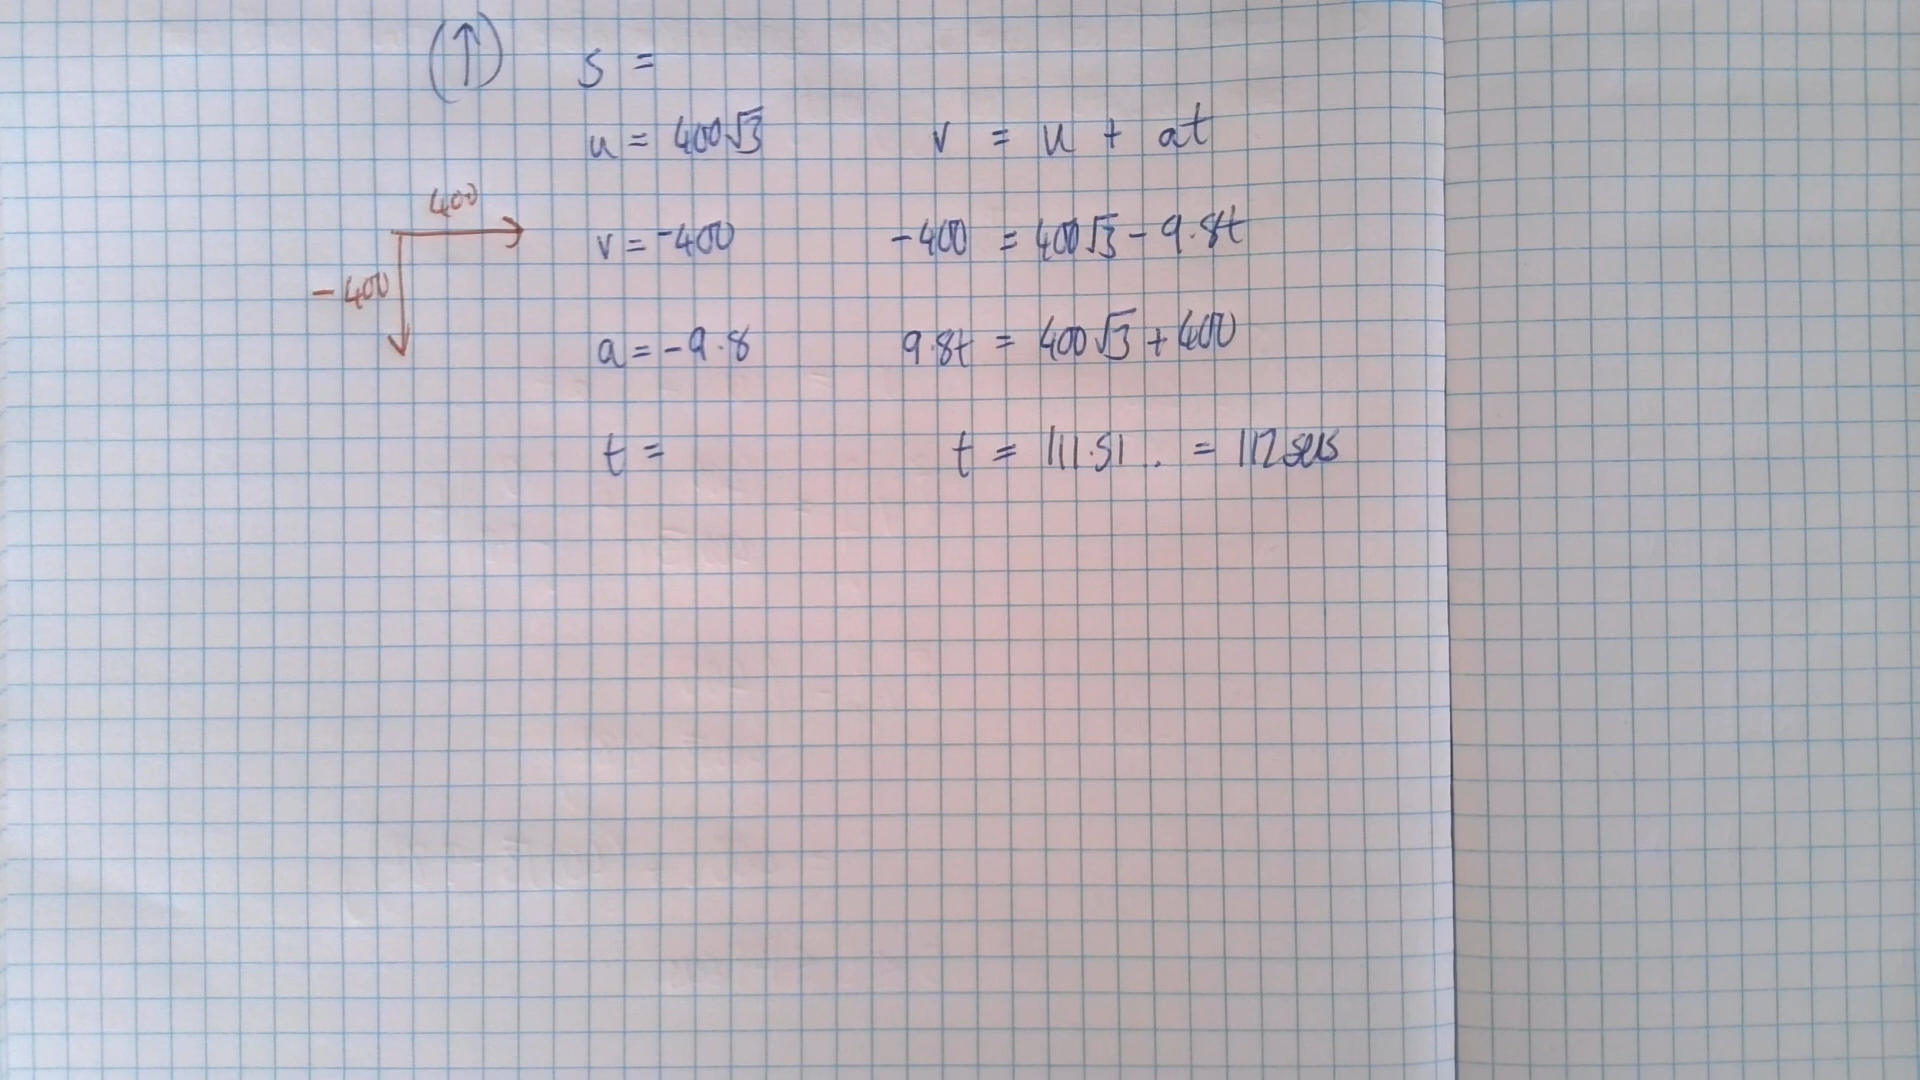 (↑) s =
u = 400√3 v = u + at
400
v = -400 -400 = 400√3 - 9.8t
-400
a = -9.8 9.8t = 400√3 + 400
t = t = 111.51.. = 112 secs